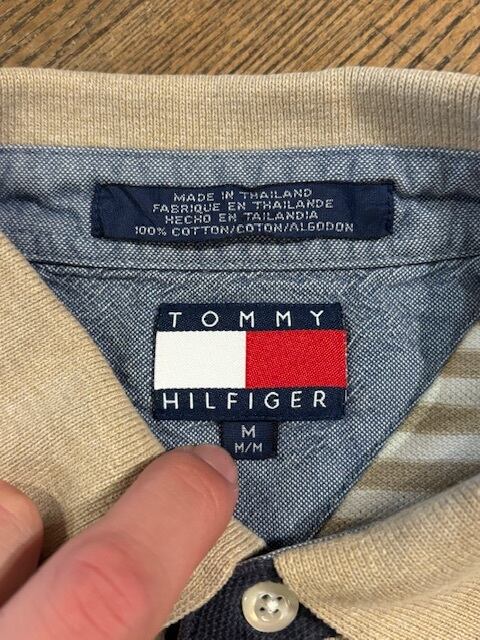 MADE IN THAILAND
FABRIQUE EN THAILANDE
HECHO EN TAILANDIA
100% COTTON/COTON/ALGODON
TOMMY
HILFIGER
M
M/M